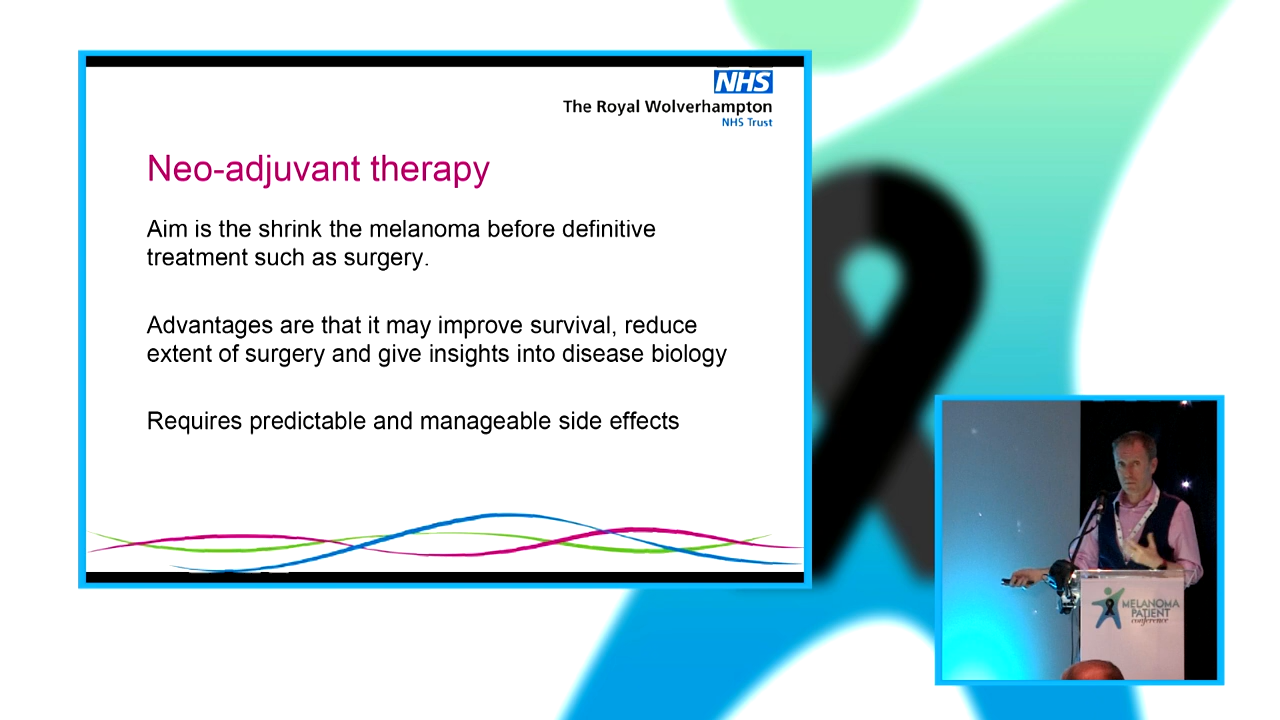 NHS
The Royal Wolverhampton
NHS Trust
Neo-adjuvant therapy
Aim is the shrink the melanoma before definitive
treatment such as surgery.
Advantages are that it may improve survival, reduce
extent of surgery and give insights into disease biology
Requires predictable and manageable side effects
MELANOMA
PATIENT
conference